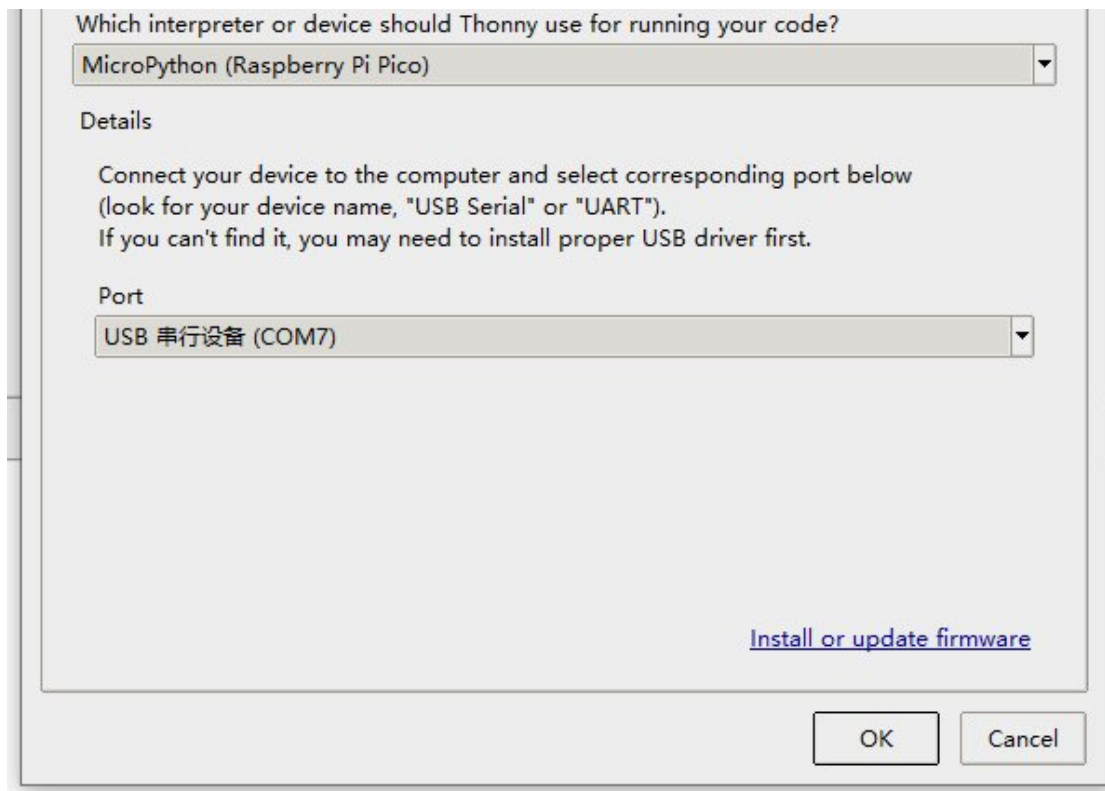 Which interpreter or device should Thonny use for running your code?
MicroPython (Raspberry Pi Pico)
Details
Connect your device to the computer and select corresponding port below
(look for your device name, "USB Serial" or "UART").
If you can't find it, you may need to install proper USB driver first.
Port
USB 串行设备 (COM7)
Install or update firmware
OK
Cancel